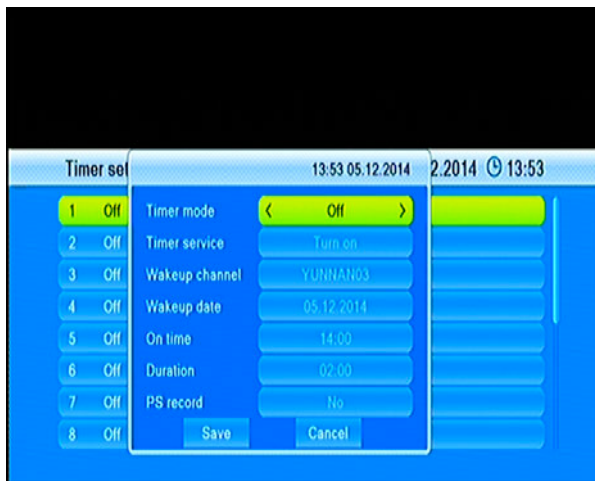 Timer set
2.2014 13:53
13:53 05.12.2014
1 Off
2 Off
3 Off
4 Off
5 Off
6 Off
7 Off
8 Off
Timer mode < Off >
Timer service Turn on
Wakeup channel YUNNAN03
Wakeup date 05.12.2014
On time 14:00
Duration 02:00
PS record No
Save Cancel